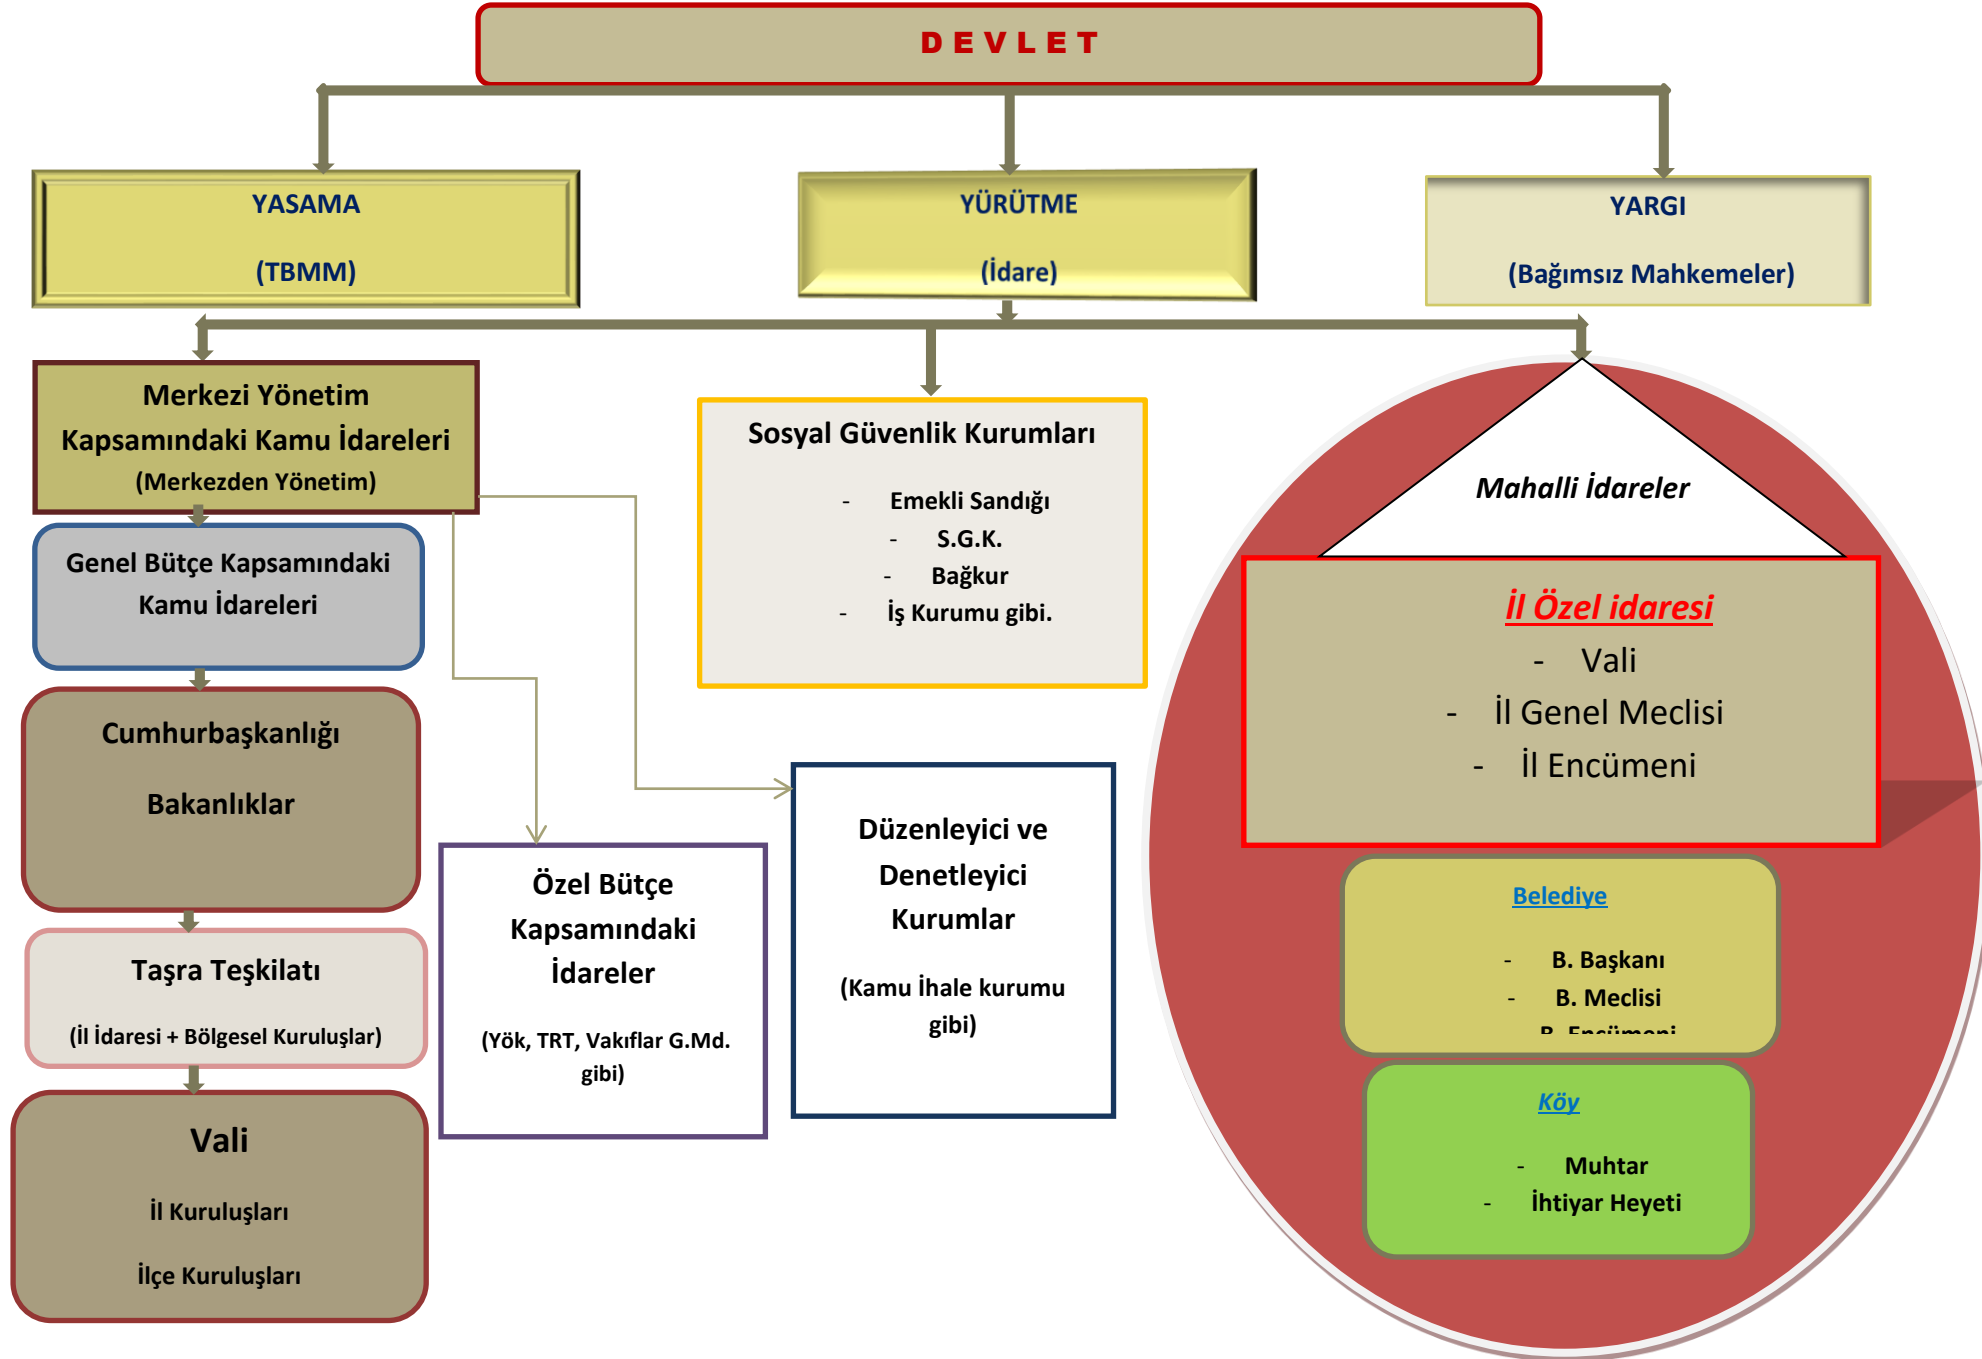 D E V L E T
YASAMA
(TBMM)
YÜRÜTME
(İdare)
YARGI
(Bağımsız Mahkemeler)
Merkezi Yönetim
Kapsamındaki Kamu İdareleri
(Merkezden Yönetim)
Genel Bütçe Kapsamındaki
Kamu İdareleri
Cumhurbaşkanlığı
Bakanlıklar
Taşra Teşkilatı
(İl İdaresi + Bölgesel Kuruluşlar)
Vali
İl Kuruluşları
İlçe Kuruluşları
Özel Bütçe
Kapsamındaki
İdareler
(Yök, TRT, Vakıflar G.Md.
gibi)
Sosyal Güvenlik Kurumları
- Emekli Sandığı
- S.G.K.
- Bağkur
- İş Kurumu gibi.
Düzenleyici ve
Denetleyici
Kurumlar
(Kamu İhale kurumu
gibi)
Mahalli İdareler
İl Özel idaresi
- Vali
- İl Genel Meclisi
- İl Encümeni
Belediye
- B. Başkanı
- B. Meclisi
B. Encümeni
Köy
- Muhtar
- İhtiyar Heyeti